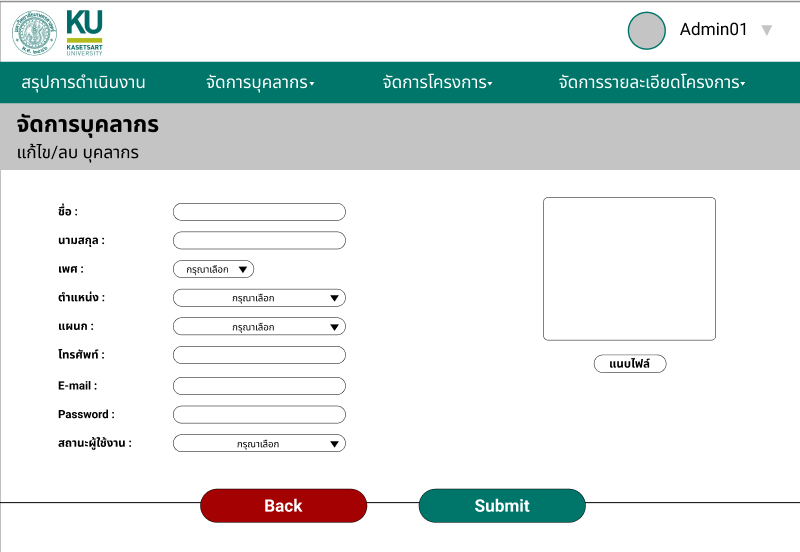 KU
KASETSART
UNIVERSITY
Admin01
สรุปการดำเนินงาน
จัดการบุคลากร
จัดการโครงการ
จัดการรายละเอียดโครงการ
จัดการบุคลากร
แก้ไข/ลบ บุคลากร
ชื่อ :
นามสกุล :
เพศ :
กรุณาเลือก
ตำแหน่ง :
กรุณาเลือก
แผนก :
กรุณาเลือก
โทรศัพท์ :
E-mail :
Password :
สถานะผู้ใช้งาน :
กรุณาเลือก
แนบไฟล์
Back
Submit